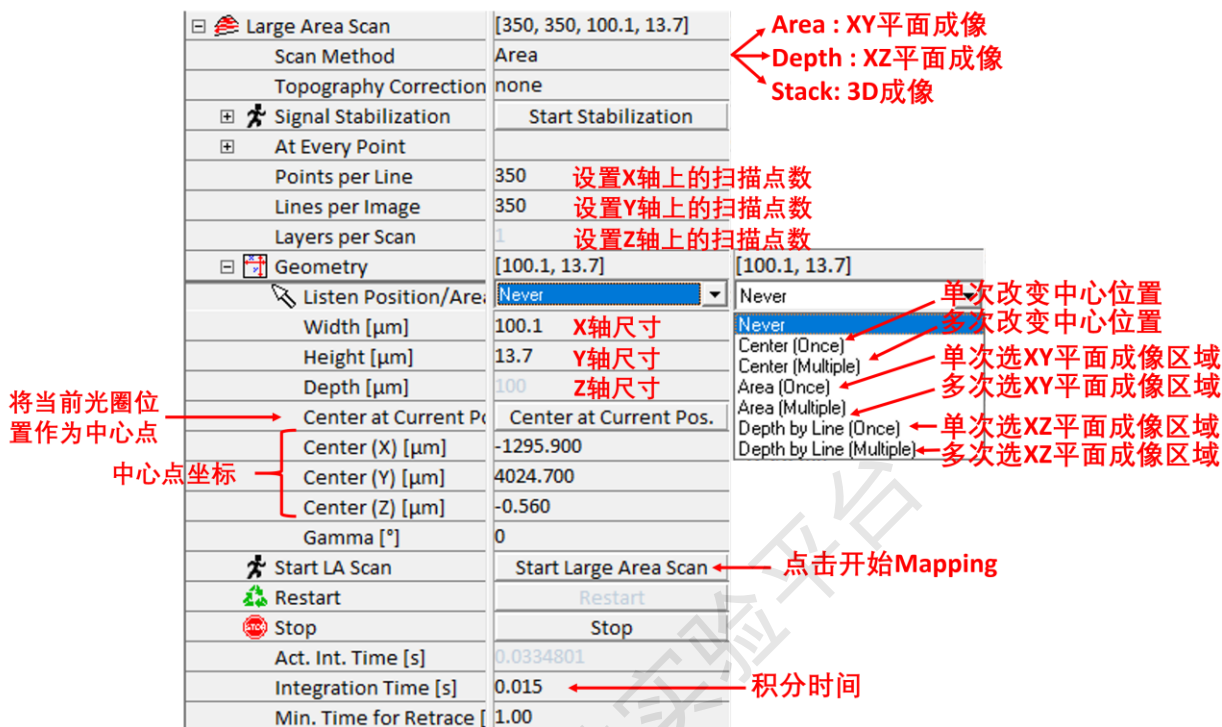 Large Area Scan [350, 350, 100.1, 13.7] Area : XY平面成像
Scan Method Area Depth : XZ平面成像
Topography Correction none Stack: 3D成像
Signal Stabilization Start Stabilization
At Every Point
Points per Line 350 设置X轴上的扫描点数
Lines per Image 350 设置Y轴上的扫描点数
Layers per Scan 1 设置Z轴上的扫描点数
Geometry [100.1, 13.7] [100.1, 13.7]
Listen Position/Area Never Never 单次改变中心位置
Width [µm] 100.1 X轴尺寸 Never 多次改变中心位置
Center (Once)
Height [µm] 13.7 Y轴尺寸 Center (Multiple) 单次选XY平面成像区域
Area (Once)
Depth [µm] 100 Z轴尺寸 Area (Multiple) 多次选XY平面成像区域
将当前光圈位
置作为中心点
Center at Current Po Center at Current Pos. Depth by Line (Once) 单次选XZ平面成像区域
Depth by Line (Multiple) 多次选XZ平面成像区域
中心点坐标
Center (X) [µm] -1295.900
Center (Y) [µm] 4024.700
Center (Z) [µm] -0.560
Gamma [°] 0
Start LA Scan Start Large Area Scan 点击开始Mapping
Restart Restart
STOP Stop Stop
Act. Int. Time [s] 0.0334801
Integration Time [s] 0.015 积分时间
Min. Time for Retrace [ 1.00
实验平台